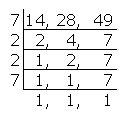 7 14, 28, 49
2 2, 4, 7
2 1, 2, 7
7 1, 1, 7
1, 1, 1